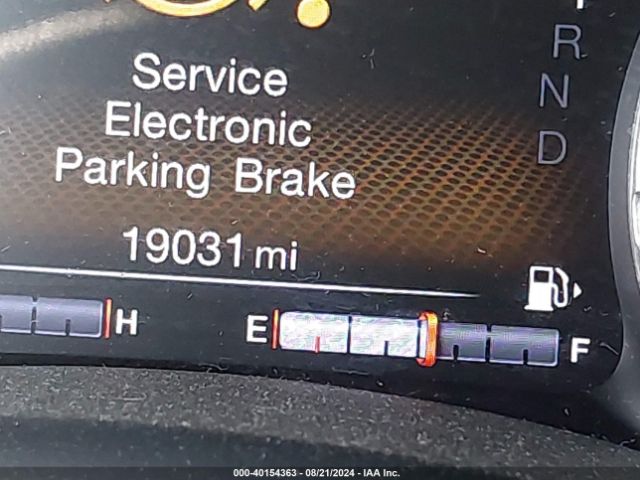 R
N
D
Service
Electronic
Parking Brake
19031 mi
H E F
000-40154363 - 08/21/2024 - IAA Inc.